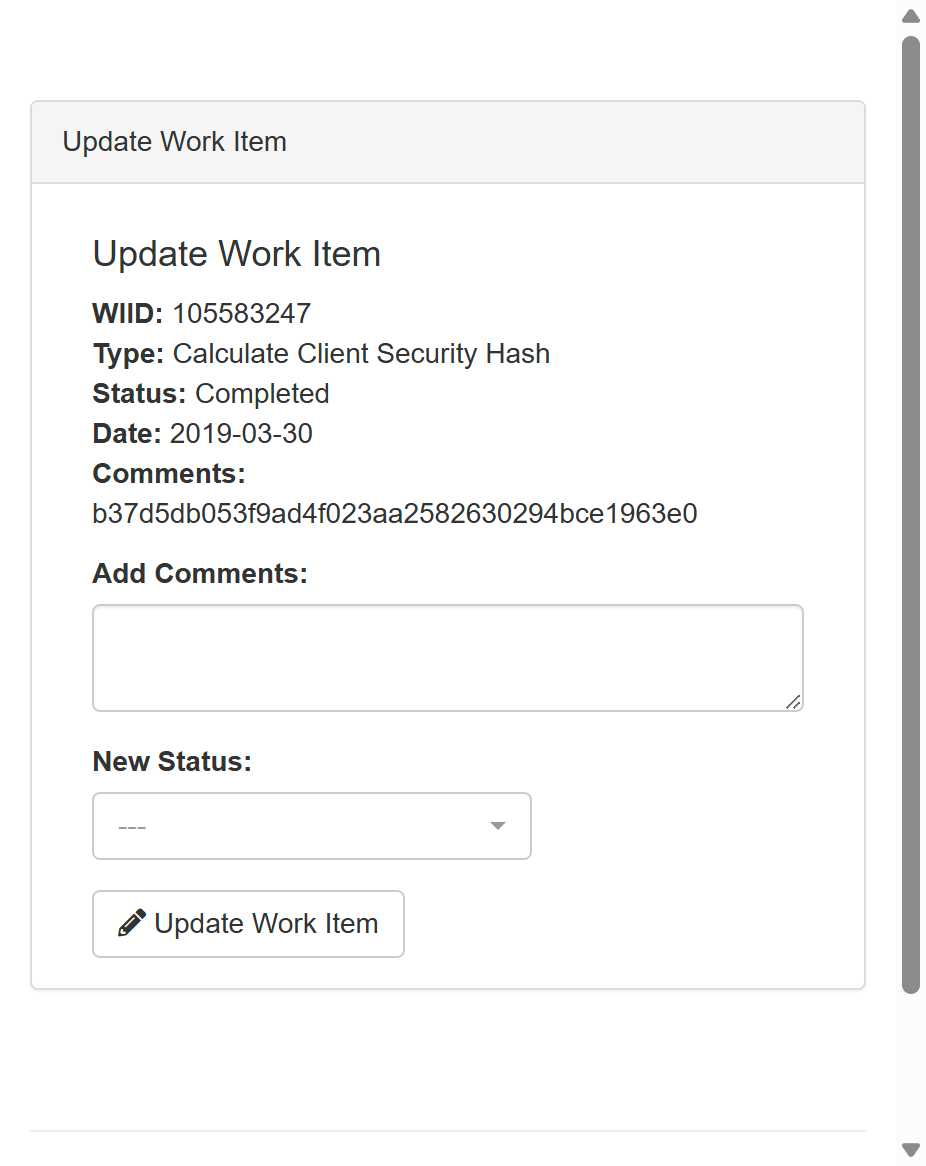 Update Work Item
Update Work Item
WIID: 105583247
Type: Calculate Client Security Hash
Status: Completed
Date: 2019-03-30
Comments:
b37d5db053f9ad4f023aa2582630294bce1963e0
Add Comments:
New Status:
---
Update Work Item